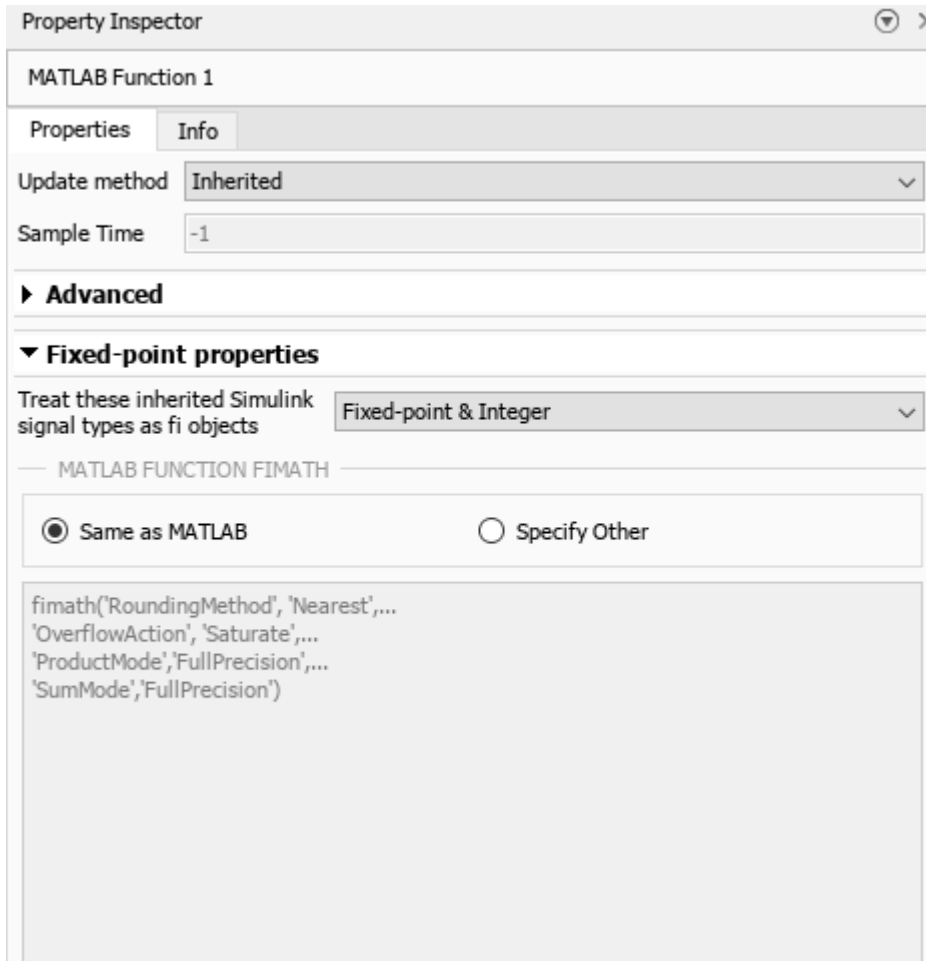 Property Inspector
MATLAB Function 1
Properties Info
Update method Inherited
Sample Time -1
Advanced
Fixed-point properties
Treat these inherited Simulink
signal types as fi objects
Fixed-point & Integer
MATLAB FUNCTION FIMATH
Same as MATLAB Specify Other
fimath('RoundingMethod', 'Nearest',...
'OverflowAction', 'Saturate',...
'ProductMode','FullPrecision',...
'SumMode','FullPrecision')